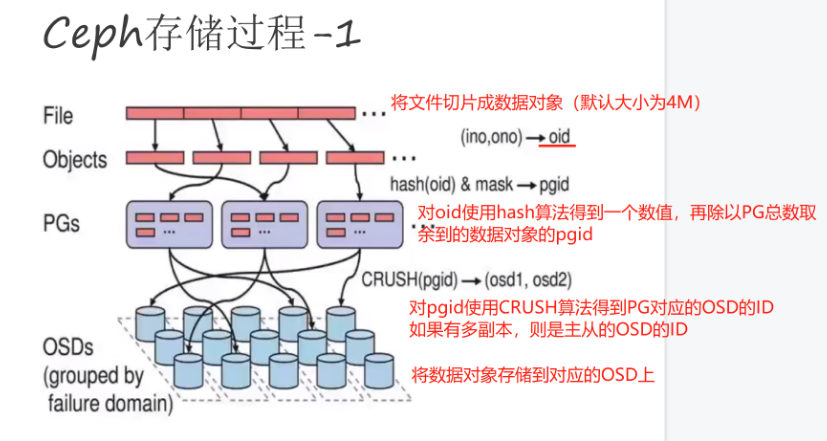 Ceph存储过程-1
File
将文件切片成数据对象（默认大小为4M）
(ino,ono) → oid
Objects
hash(oid) & mask → pgid
PGs
对oid使用hash算法得到一个数值，再除以PG总数取
余到的数据对象的pgid
CRUSH(pgid) → (osd1, osd2)
对pgid使用CRUSH算法得到PG对应的OSD的ID
如果有多副本，则是主从的OSD的ID
OSDs
(grouped by
failure domain)
将数据对象存储到对应的OSD上